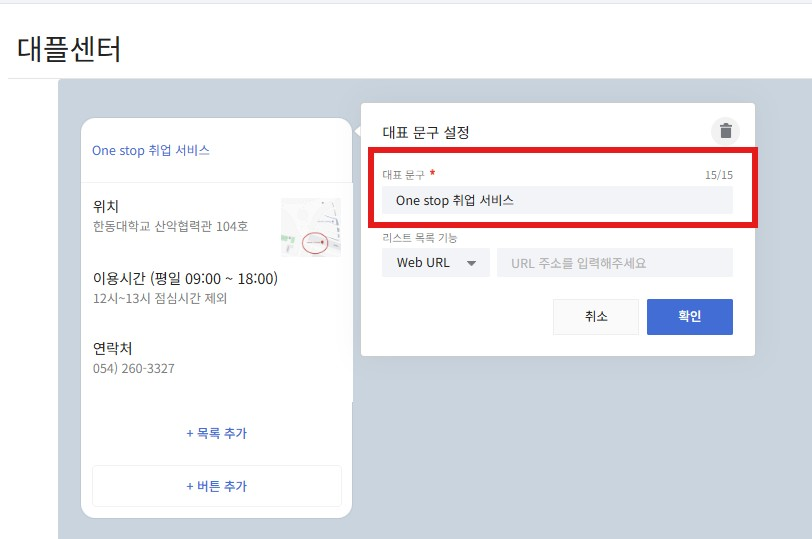 대플센터
One stop 취업 서비스
위치
한동대학교 산악협력관 104호
이용시간 (평일 09:00 ~ 18:00)
12시~13시 점심시간 제외
연락처
054) 260-3327
+ 목록 추가
+ 버튼 추가
대표 문구 설정
대표 문구 *
15/15
One stop 취업 서비스
리스트 목록 기능
Web URL
URL 주소를 입력해주세요
취소
확인